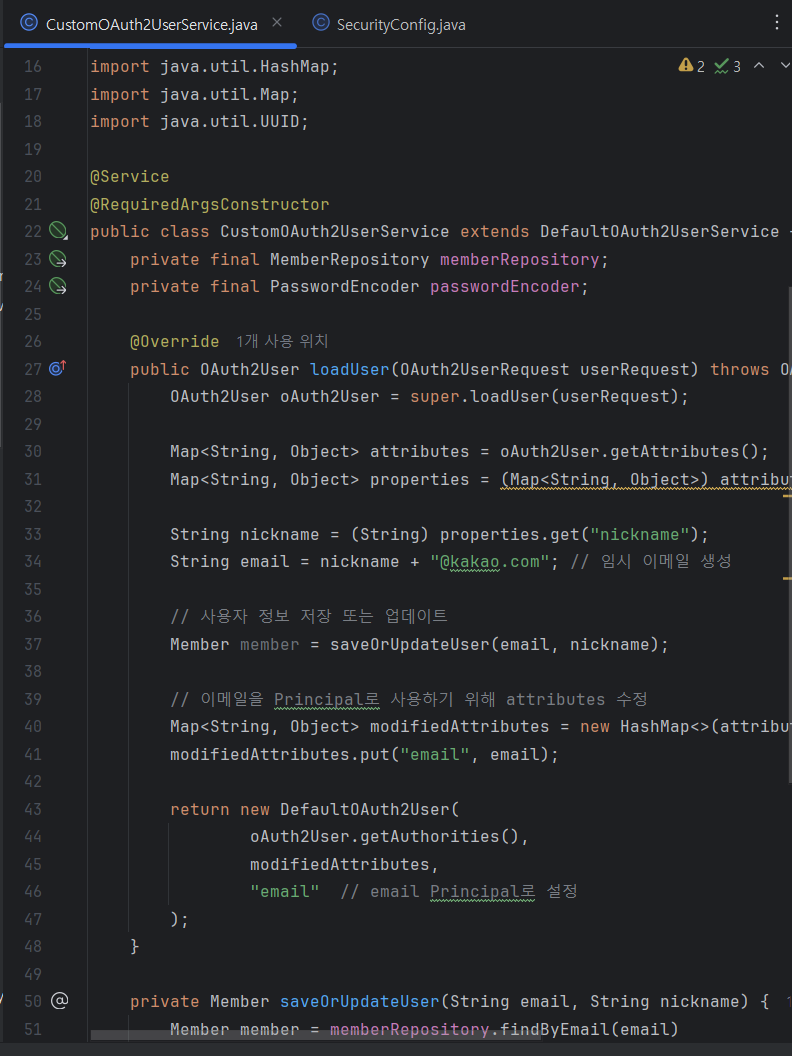 CustomOAuth2UserService.java
SecurityConfig.java
2 3
16 import java.util.HashMap;
17 import java.util.Map;
18 import java.util.UUID;
19
20 @Service
21 @RequiredArgsConstructor
22 public class CustomOAuth2UserService extends DefaultOAuth2UserService
23 private final MemberRepository memberRepository;
24 private final PasswordEncoder passwordEncoder;
25
26 @Override 1개 사용 위치
27 public OAuth2User loadUser(OAuth2UserRequest userRequest) throws OA
28 OAuth2User oAuth2User = super.loadUser(userRequest);
29
30 Map<String, Object> attributes = oAuth2User.getAttributes();
31 Map<String, Object> properties = (Map<String, Object>) attribut
32
33 String nickname = (String) properties.get("nickname");
34 String email = nickname + "@kakao.com"; // 임시 이메일 생성
35
36 // 사용자 정보 저장 또는 업데이트
37 Member member = saveOrUpdateUser(email, nickname);
38
39 // 이메일을 Principal로 사용하기 위해 attributes 수정
40 Map<String, Object> modifiedAttributes = new HashMap<>(attribut
41 modifiedAttributes.put("email", email);
42
43 return new DefaultOAuth2User(
44 oAuth2User.getAuthorities(),
45 modifiedAttributes,
46 "email" // email Principal로 설정
47 );
48 }
49
50 private Member saveOrUpdateUser(String email, String nickname) {
51 Member member = memberRepository.findByEmail(email)